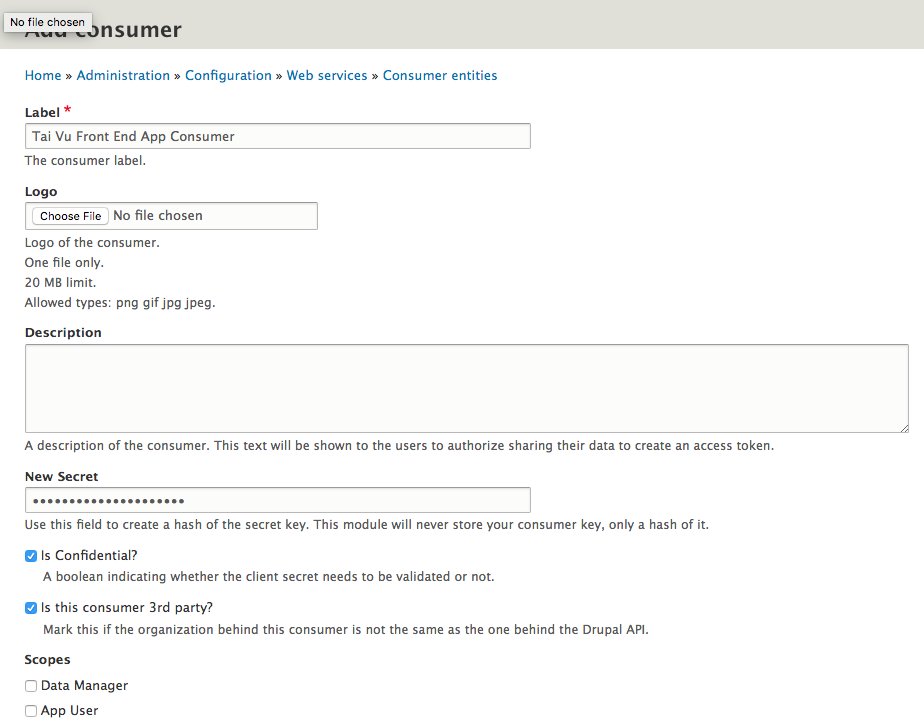 No file chosen
Add consumer
Home » Administration » Configuration » Web services » Consumer entities
Label *
Tai Vu Front End App Consumer
The consumer label.
Logo
Choose File No file chosen
Logo of the consumer.
One file only.
20 MB limit.
Allowed types: png gif jpg jpeg.
Description
A description of the consumer. This text will be shown to the users to authorize sharing their data to create an access token.
New Secret
•••••••••••••••••••••
Use this field to create a hash of the secret key. This module will never store your consumer key, only a hash of it.
Is Confidential?
A boolean indicating whether the client secret needs to be validated or not.
Is this consumer 3rd party?
Mark this if the organization behind this consumer is not the same as the one behind the Drupal API.
Scopes
Data Manager
App User